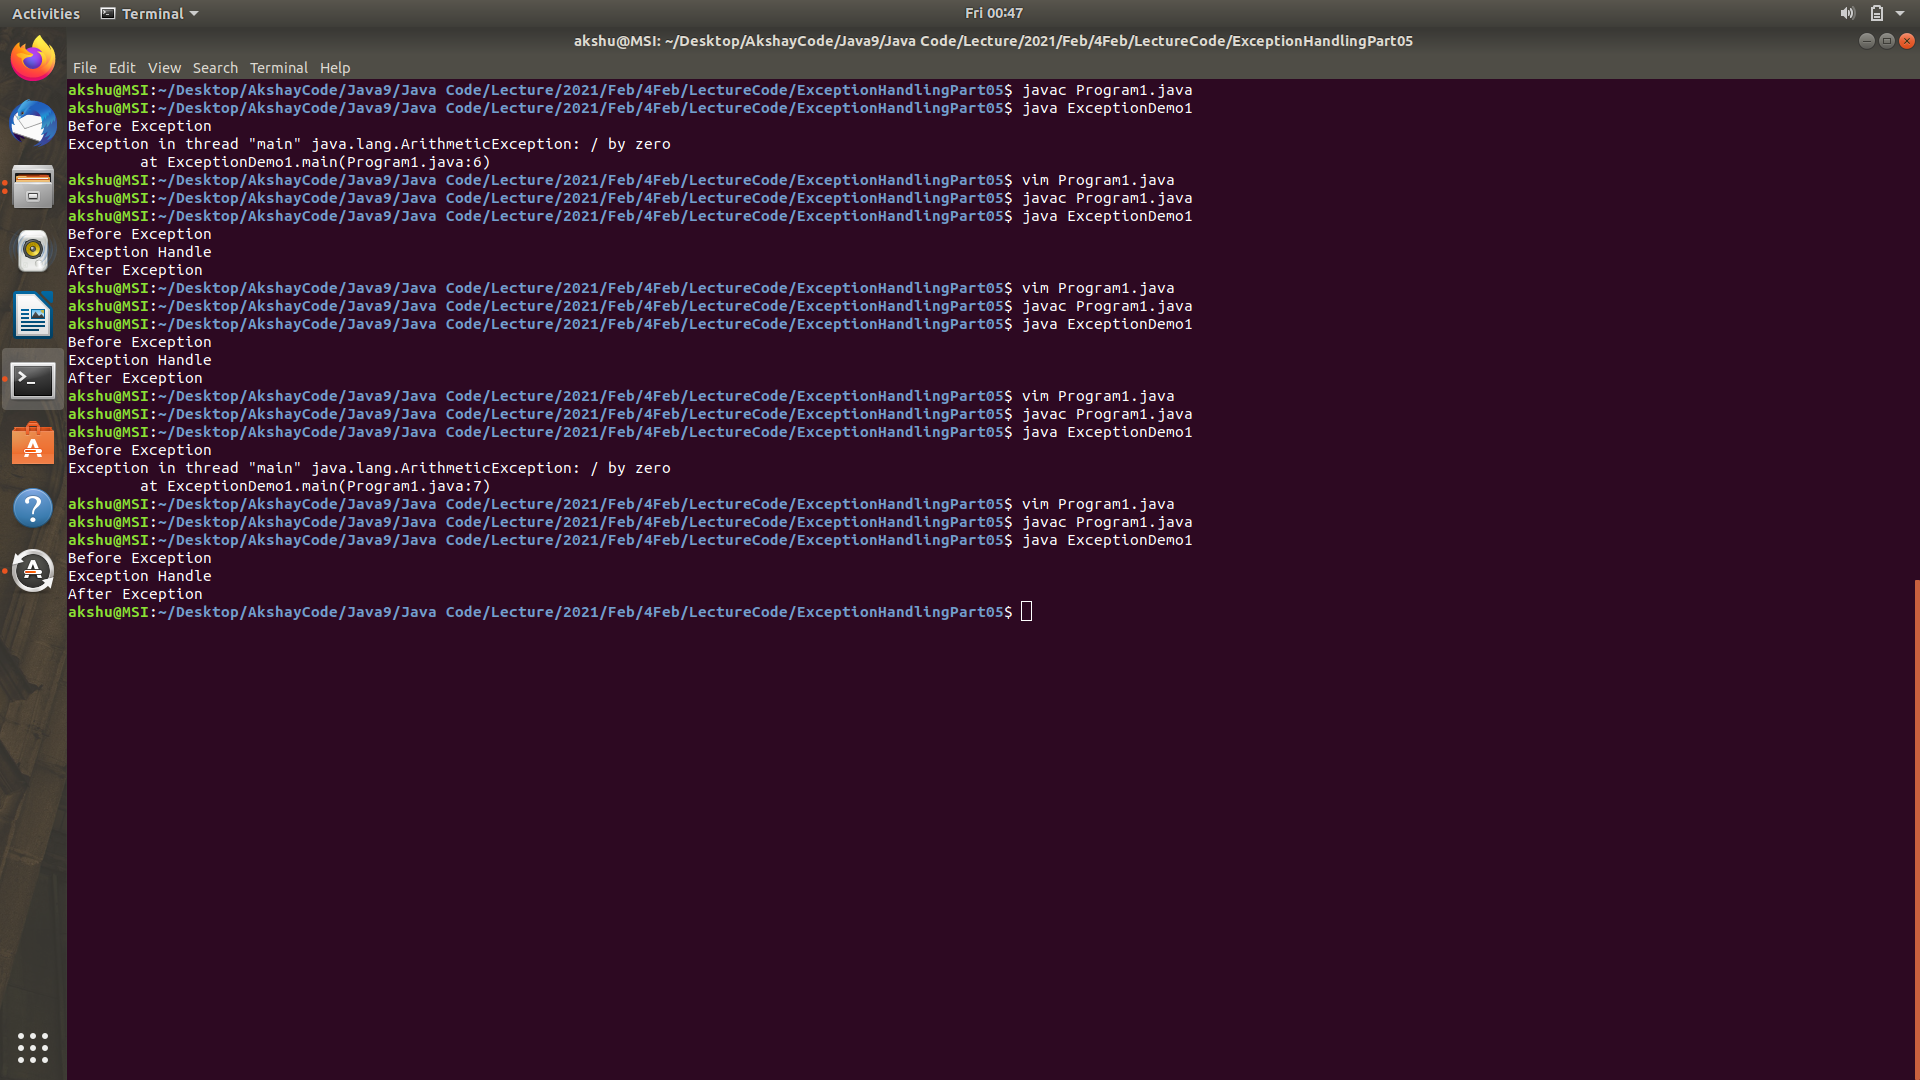 Activities Terminal Fri 00:47
akshu@MSI: ~/Desktop/AkshayCode/Java9/Java Code/Lecture/2021/Feb/4Feb/LectureCode/ExceptionHandlingPart05
File Edit View Search Terminal Help
akshu@MSI:~/Desktop/AkshayCode/Java9/Java Code/Lecture/2021/Feb/4Feb/LectureCode/ExceptionHandlingPart05$ javac Program1.java
akshu@MSI:~/Desktop/AkshayCode/Java9/Java Code/Lecture/2021/Feb/4Feb/LectureCode/ExceptionHandlingPart05$ java ExceptionDemo1
Before Exception
Exception in thread "main" java.lang.ArithmeticException: / by zero
        at ExceptionDemo1.main(Program1.java:6)
akshu@MSI:~/Desktop/AkshayCode/Java9/Java Code/Lecture/2021/Feb/4Feb/LectureCode/ExceptionHandlingPart05$ vim Program1.java
akshu@MSI:~/Desktop/AkshayCode/Java9/Java Code/Lecture/2021/Feb/4Feb/LectureCode/ExceptionHandlingPart05$ javac Program1.java
akshu@MSI:~/Desktop/AkshayCode/Java9/Java Code/Lecture/2021/Feb/4Feb/LectureCode/ExceptionHandlingPart05$ java ExceptionDemo1
Before Exception
Exception Handle
After Exception
akshu@MSI:~/Desktop/AkshayCode/Java9/Java Code/Lecture/2021/Feb/4Feb/LectureCode/ExceptionHandlingPart05$ vim Program1.java
akshu@MSI:~/Desktop/AkshayCode/Java9/Java Code/Lecture/2021/Feb/4Feb/LectureCode/ExceptionHandlingPart05$ javac Program1.java
akshu@MSI:~/Desktop/AkshayCode/Java9/Java Code/Lecture/2021/Feb/4Feb/LectureCode/ExceptionHandlingPart05$ java ExceptionDemo1
Before Exception
Exception Handle
After Exception
akshu@MSI:~/Desktop/AkshayCode/Java9/Java Code/Lecture/2021/Feb/4Feb/LectureCode/ExceptionHandlingPart05$ vim Program1.java
akshu@MSI:~/Desktop/AkshayCode/Java9/Java Code/Lecture/2021/Feb/4Feb/LectureCode/ExceptionHandlingPart05$ javac Program1.java
akshu@MSI:~/Desktop/AkshayCode/Java9/Java Code/Lecture/2021/Feb/4Feb/LectureCode/ExceptionHandlingPart05$ java ExceptionDemo1
Before Exception
Exception in thread "main" java.lang.ArithmeticException: / by zero
        at ExceptionDemo1.main(Program1.java:7)
akshu@MSI:~/Desktop/AkshayCode/Java9/Java Code/Lecture/2021/Feb/4Feb/LectureCode/ExceptionHandlingPart05$ vim Program1.java
akshu@MSI:~/Desktop/AkshayCode/Java9/Java Code/Lecture/2021/Feb/4Feb/LectureCode/ExceptionHandlingPart05$ javac Program1.java
akshu@MSI:~/Desktop/AkshayCode/Java9/Java Code/Lecture/2021/Feb/4Feb/LectureCode/ExceptionHandlingPart05$ java ExceptionDemo1
Before Exception
Exception Handle
After Exception
akshu@MSI:~/Desktop/AkshayCode/Java9/Java Code/Lecture/2021/Feb/4Feb/LectureCode/ExceptionHandlingPart05$